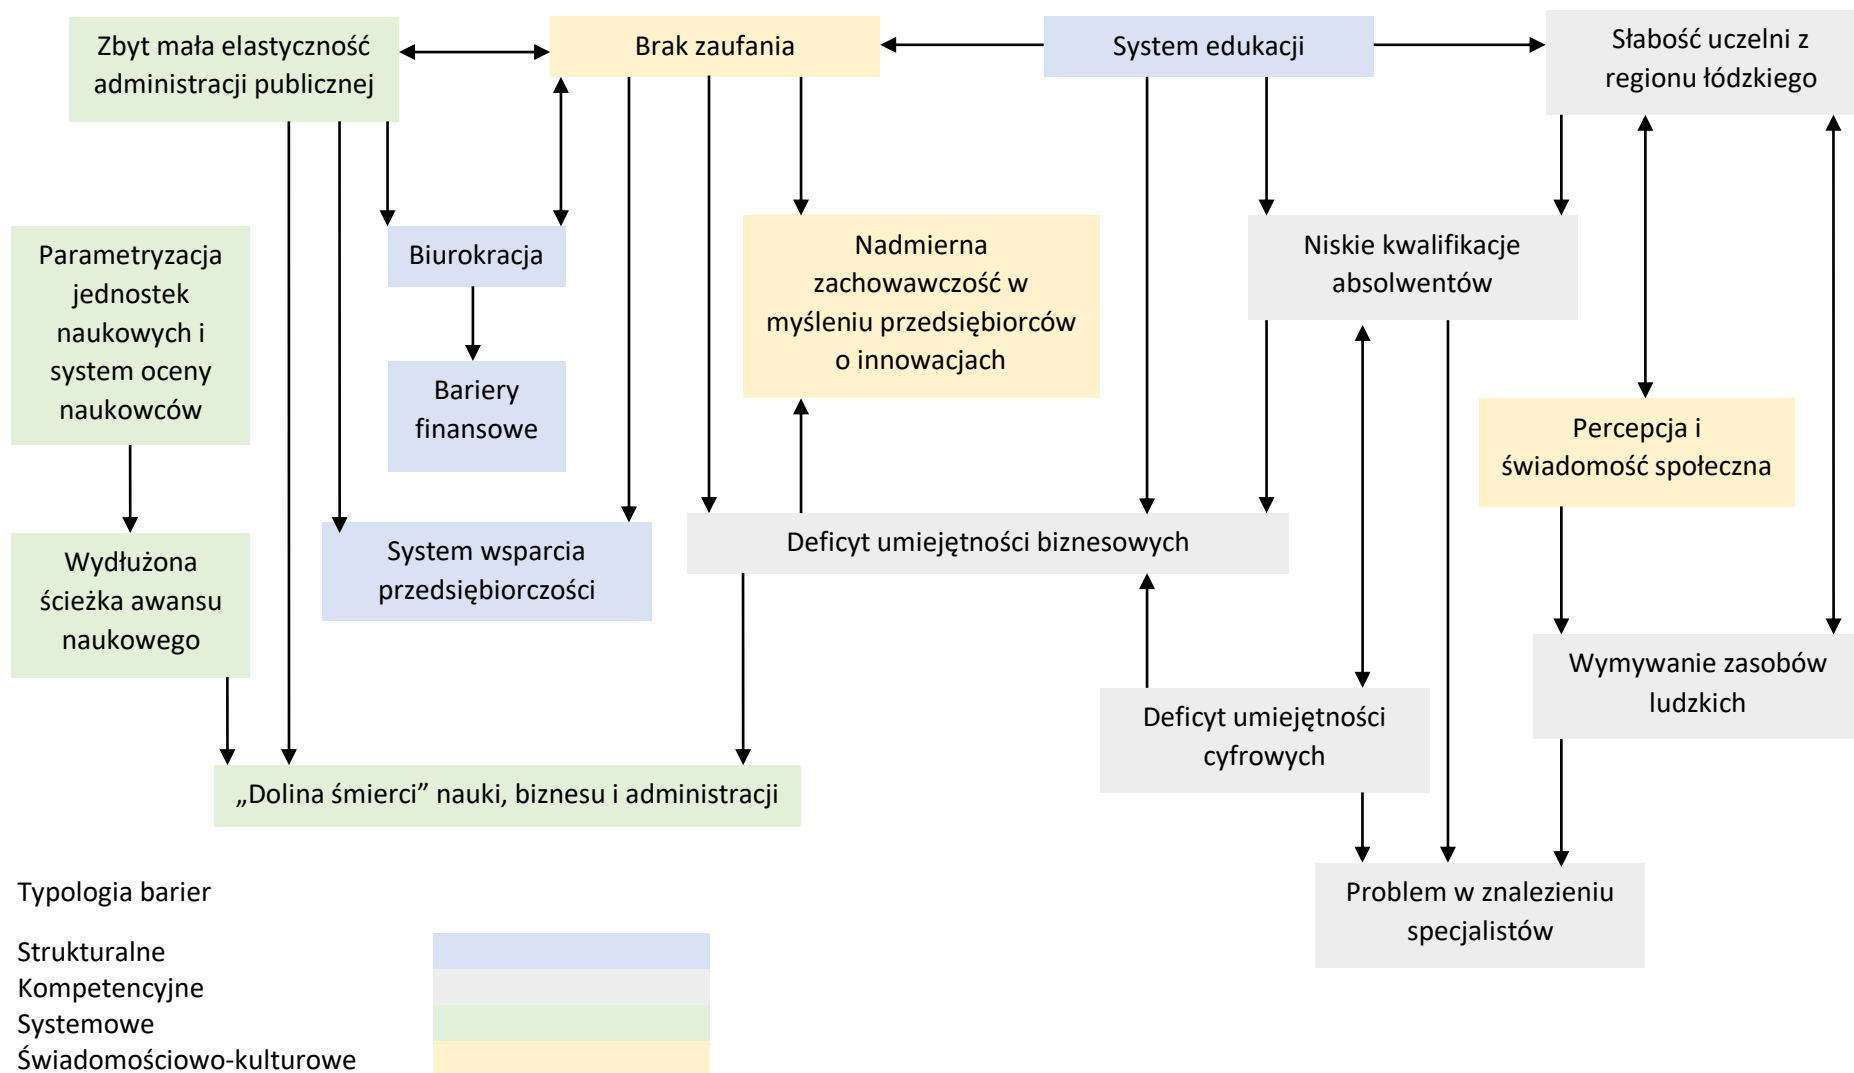 Zbyt mała elastyczność
administracji publicznej
Brak zaufania
System edukacji
Słabość uczelni z
regionu łódzkiego
Parametryzacja
jednostek
naukowych i
system oceny
naukowców
Biurokracja
Nadmierna
zachowawczość w
myśleniu przedsiębiorców
o innowacjach
Niskie kwalifikacje
absolwentów
Bariery
finansowe
Percepcja i
świadomość społeczna
Wydłużona
ścieżka awansu
naukowego
System wsparcia
przedsiębiorczości
Deficyt umiejętności biznesowych
Wymywanie zasobów
ludzkich
Deficyt umiejętności
cyfrowych
„Dolina śmierci” nauki, biznesu i administracji
Problem w znalezieniu
specjalistów
Typologia barier
Strukturalne
Kompetencyjne
Systemowe
Świadomościowo-kulturowe